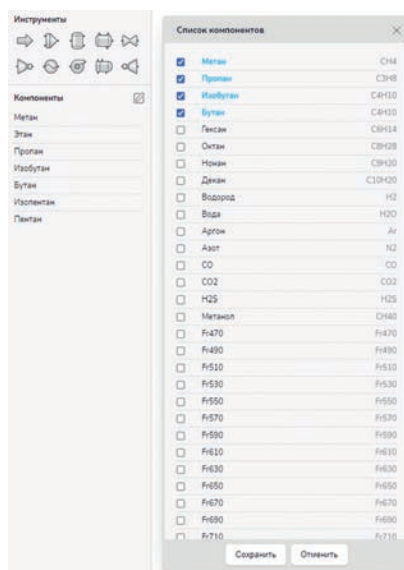 Инструменты
Компоненты
Метан
Этан
Пропан
Изобутан
Бутан
Изопентан
Пентан
Список компонентов
Метан CH4
Пропан C3H8
Изобутан C4H10
Бутан C4H10
Гексан C6H14
Октан C8H28
Нонан C9H20
Декан C10H20
Водород H2
Вода H2O
Аргон Ar
Азот N2
CO CO
CO2 CO2
H2S H2S
Метанол CH4O
Fr470 Fr470
Fr490 Fr490
Fr510 Fr510
Fr530 Fr530
Fr550 Fr550
Fr570 Fr570
Fr590 Fr590
Fr610 Fr610
Fr630 Fr630
Fr650 Fr650
Fr670 Fr670
Fr690 Fr690
Fr710 Fr710
Сохранить Отменить